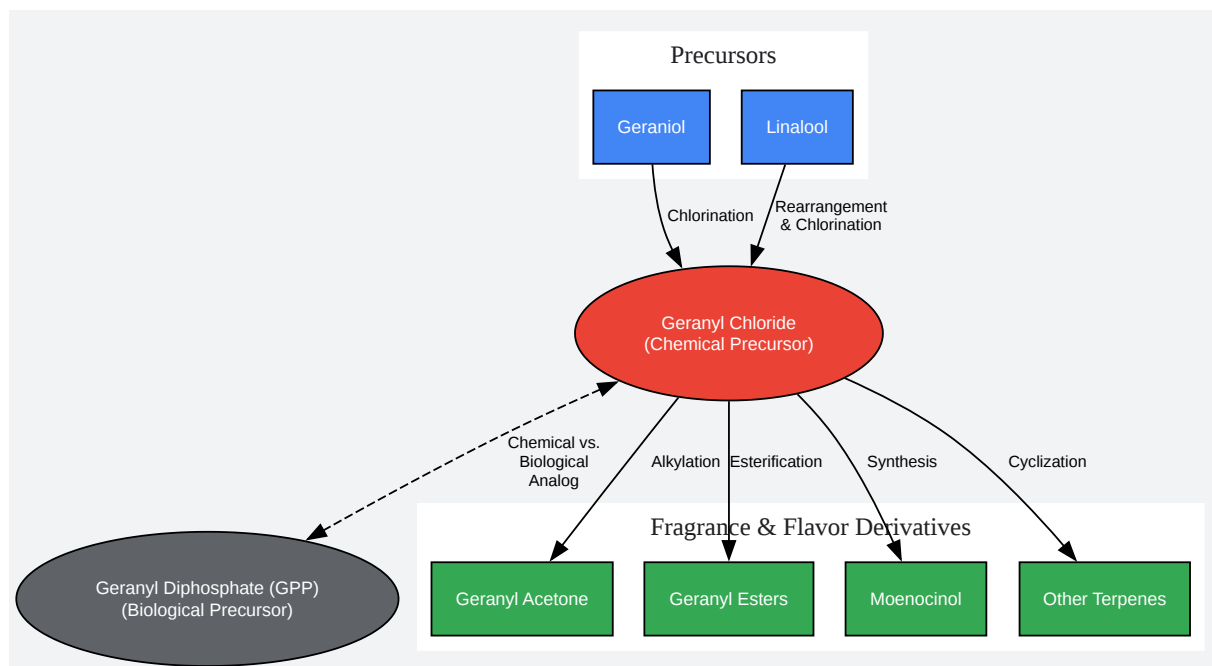 Precursors
Geraniol
Linalool
Chlorination
Rearrangement
& Chlorination
Geranyl Chloride
(Chemical Precursor)
Chemical vs.
Biological
Analog
Alkylation
Esterification
Synthesis
Cyclization
Fragrance & Flavor Derivatives
Geranyl Diphosphate (GPP)
(Biological Precursor)
Geranyl Acetone
Geranyl Esters
Moenocinol
Other Terpenes